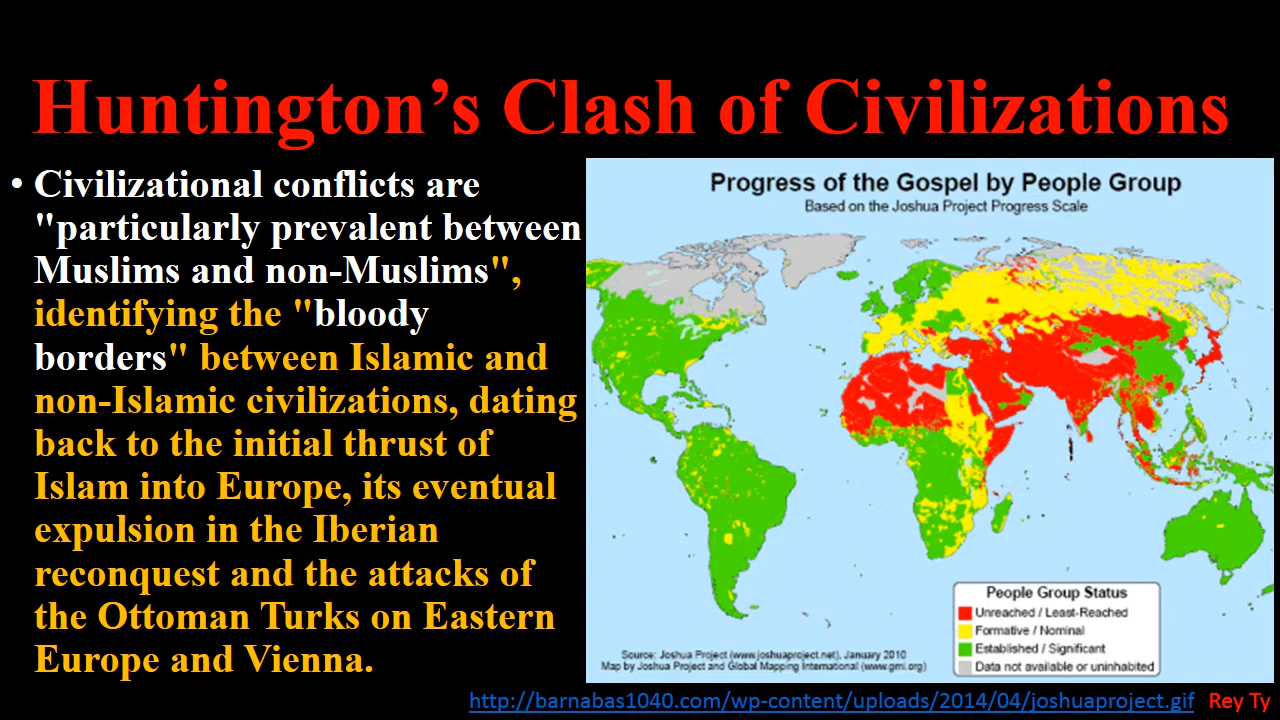 Huntington’s Clash of Civilizations
• Civilizational conflicts are
"particularly prevalent between
Muslims and non-Muslims",
identifying the "bloody
borders" between Islamic and
non-Islamic civilizations, dating
back to the initial thrust of
Islam into Europe, its eventual
expulsion in the Iberian
reconquest and the attacks of
the Ottoman Turks on Eastern
Europe and Vienna.
Progress of the Gospel by People Group
Based on the Joshua Project Progress Scale
People Group Status
Unreached / Least-Reached
Formative / Nominal
Established / Significant
Data not available or uninhabited
Source: Joshua Project (www.joshuaproject.net), January 2010
Map by Joshua Project and Global Mapping International (www.gmi.org)
http://barnabas1040.com/wp-content/uploads/2014/04/joshuaproject.gif Rey Ty